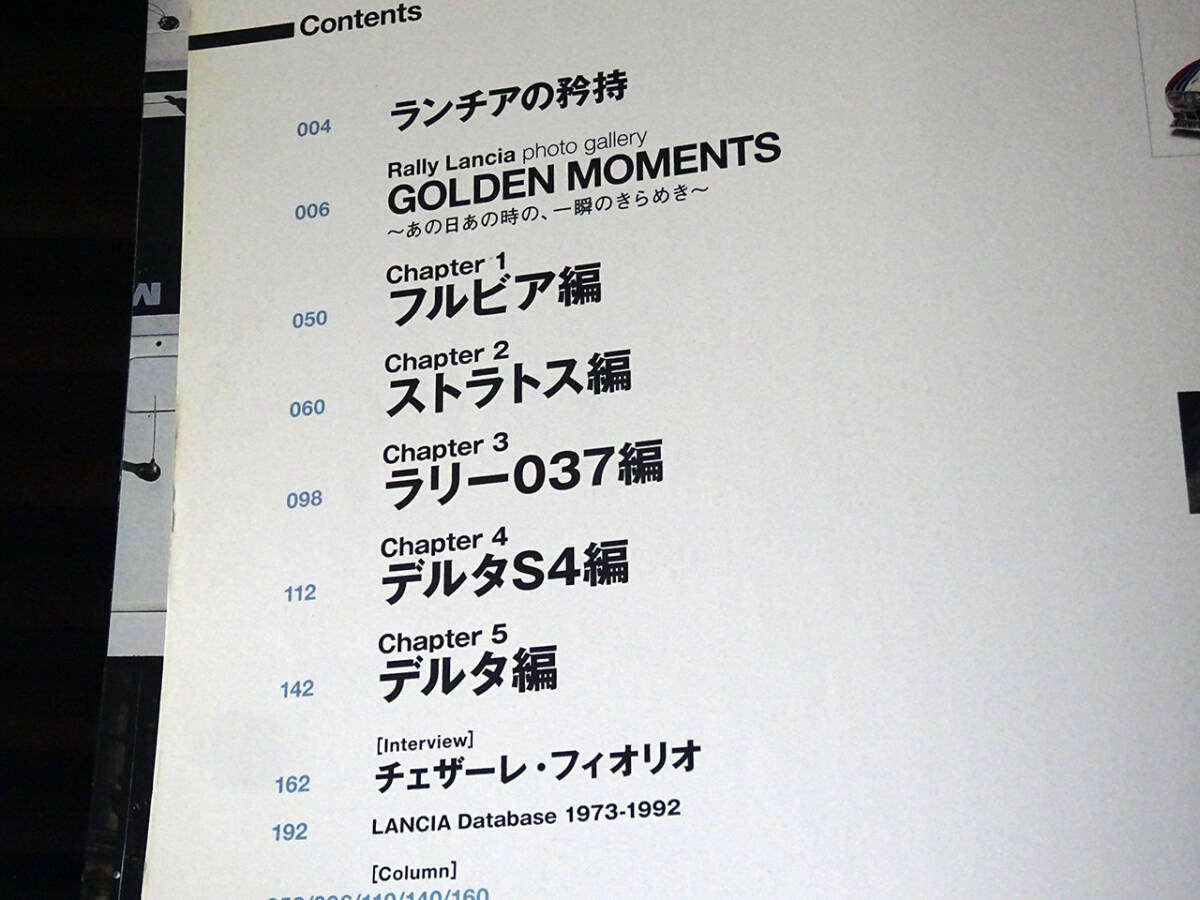 Contents
004 ランチアの矜持
Rally Lancia photo gallery
006 GOLDEN MOMENTS
～あの日あの時の、一瞬のきらめき～
Chapter 1
050 フルビア編
Chapter 2
060 ストラトス編
Chapter 3
098 ラリー037編
Chapter 4
112 デルタS4編
Chapter 5
142 デルタ編
[Interview]
162 チェザーレ・フィオリオ
192 LANCIA Database 1973-1992
[Column]
/110/140/160